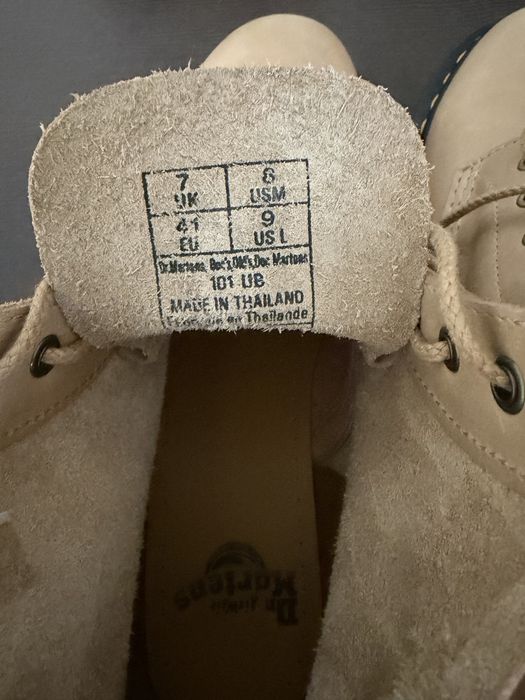 7 8
UK USM
41 9
EU US L
Dr.Martens, Doc's, DM's, Doc Martens
101 UB
MADE IN THAILAND
Fabriqué en Thaïlande
Dr. Martens